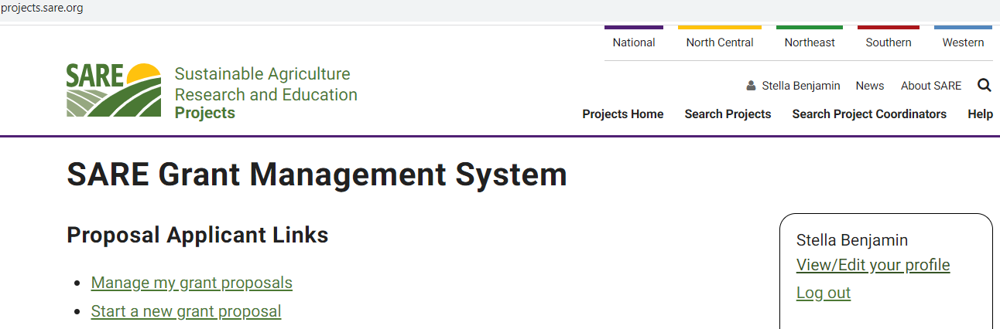 projects.sare.org
National North Central Northeast Southern Western
SARE
Sustainable Agriculture
Research and Education
Projects
Stella Benjamin News About SARE
Projects Home Search Projects Search Project Coordinators Help
SARE Grant Management System
Proposal Applicant Links
Manage my grant proposals
Start a new grant proposal
Stella Benjamin
View/Edit your profile
Log out